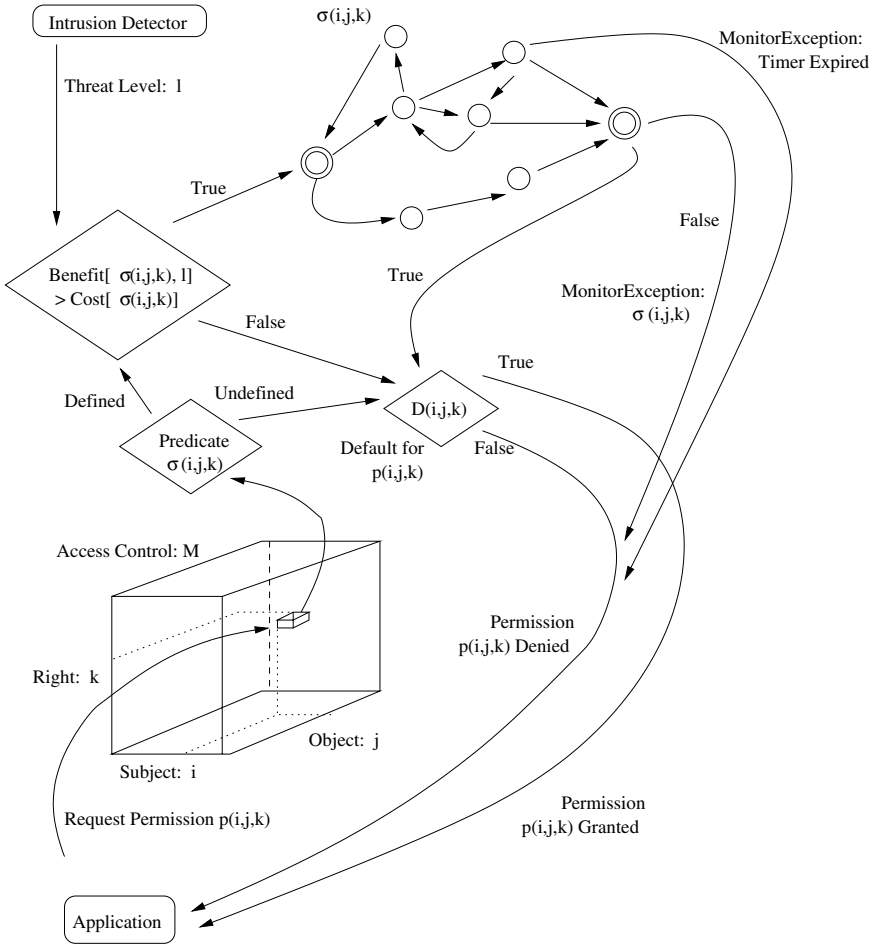 Intrusion Detector
σ(i,j,k)
MonitorException:
Timer Expired
Threat Level: l
True
False
Benefit[ σ(i,j,k), l]
> Cost[ σ(i,j,k)]
True
MonitorException:
σ (i,j,k)
False
True
Defined
Undefined
D(i,j,k)
Predicate
σ (i,j,k)
Default for
p(i,j,k)
False
Access Control: M
Permission
p(i,j,k) Denied
Right: k
Object: j
Subject: i
Request Permission p(i,j,k)
Permission
p(i,j,k) Granted
Application